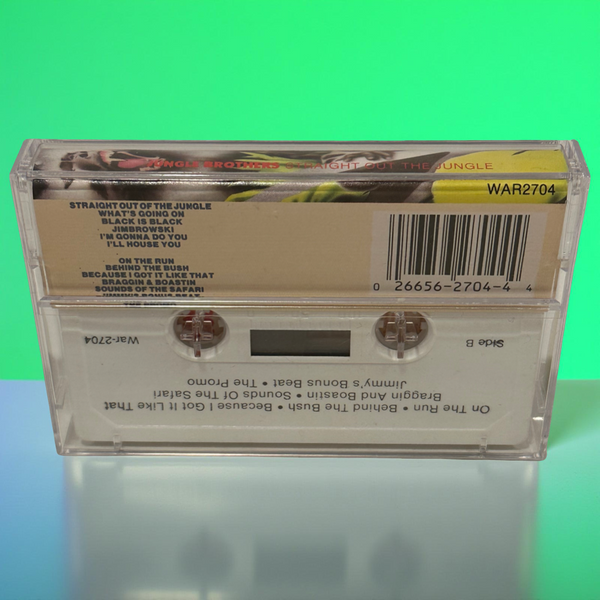 JUNGLE BROTHERS STRAIGHT OUT THE JUNGLE
WAR2704
STRAIGHT OUT OF THE JUNGLE
WHAT'S GOING ON
BLACK IS BLACK
JIMBROWSKI
I'M GONNA DO YOU
I'LL HOUSE YOU
ON THE RUN
BEHIND THE BUSH
BECAUSE I GOT IT LIKE THAT
BRAGGIN & BOASTIN
SOUNDS OF THE SAFARI
JIMMY'S BONUS BEAT
0 26656-2704-4 4
Side B
War-2704
On The Run • Behind The Bush • Because I Got It Like That
Braggin And Boastin • Sounds Of The Safari
Jimmy's Bonus Beat • The Promo